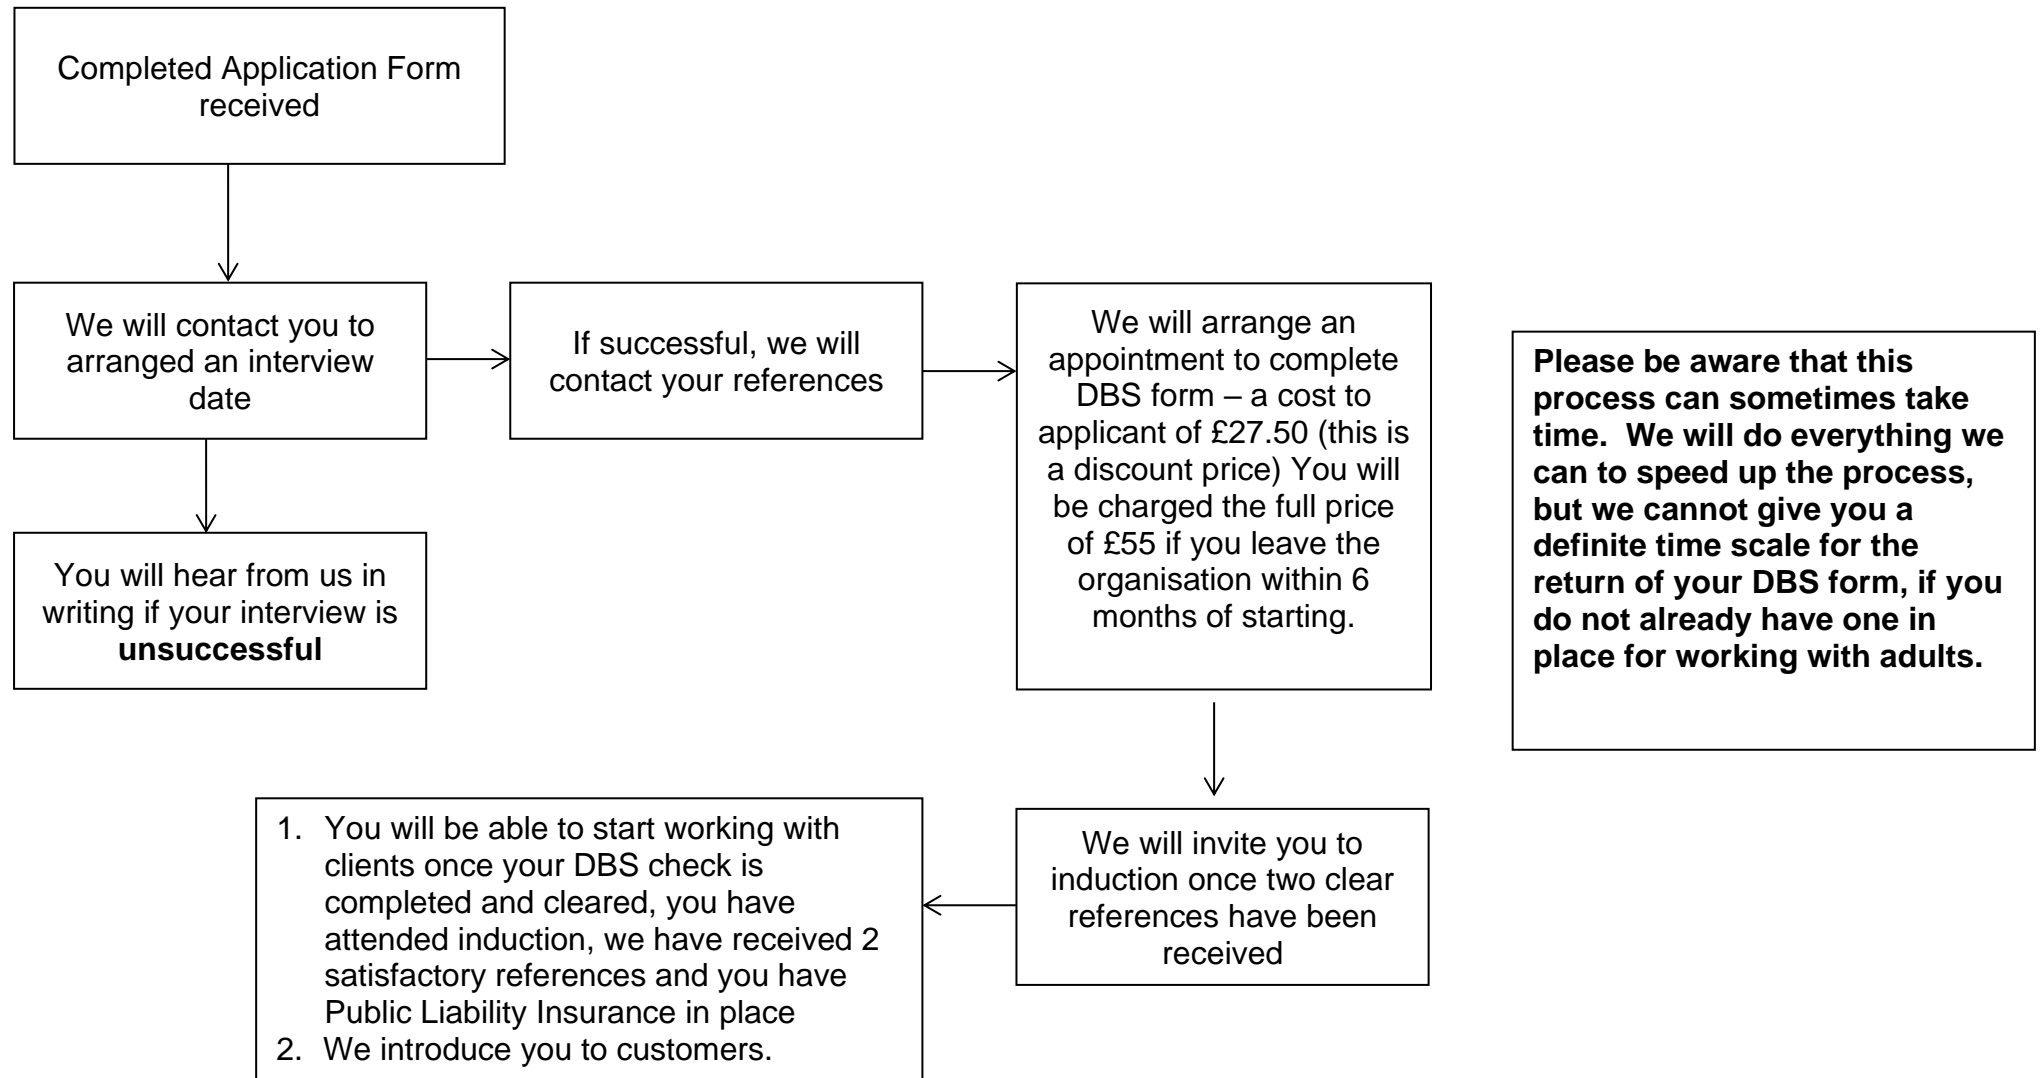 Completed Application Form
received
We will contact you to
arranged an interview
date
If successful, we will
contact your references
We will arrange an
appointment to complete
DBS form – a cost to
applicant of £27.50 (this is
a discount price) You will
be charged the full price
of £55 if you leave the
organisation within 6
months of starting.
Please be aware that this
process can sometimes take
time.  We will do everything we
can to speed up the process,
but we cannot give you a
definite time scale for the
return of your DBS form, if you
do not already have one in
place for working with adults.
You will hear from us in
writing if your interview is
unsuccessful
We will invite you to
induction once two clear
references have been
received
1. You will be able to start working with
clients once your DBS check is
completed and cleared, you have
attended induction, we have received 2
satisfactory references and you have
Public Liability Insurance in place
2. We introduce you to customers.